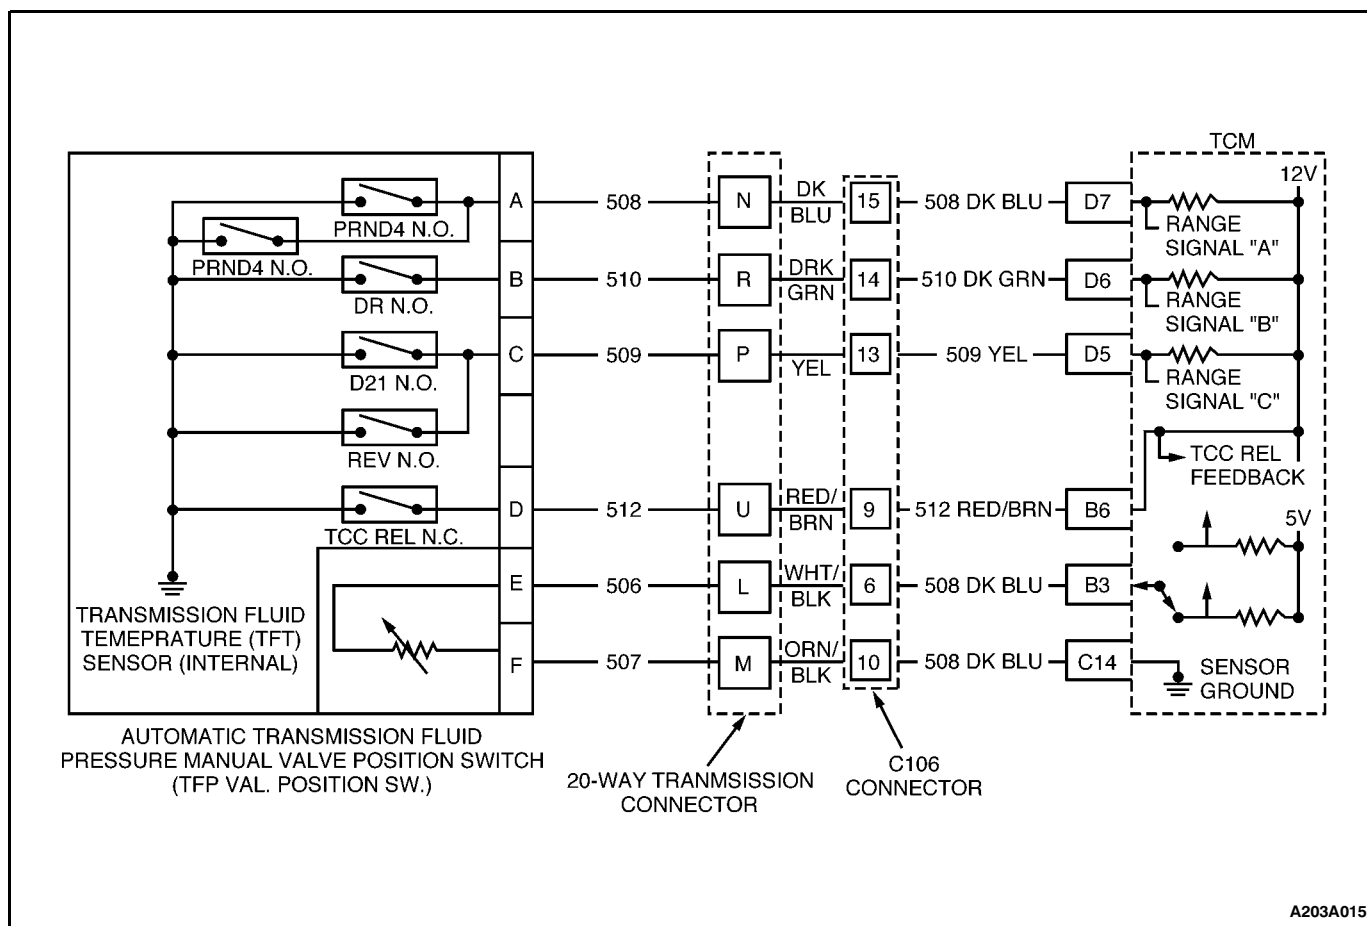 TCM
12V
PRND4 N.O.
PRND4 N.O.
A
508
N
DK
BLU
15
508 DK BLU
D7
RANGE
SIGNAL "A"
DR N.O.
B
510
R
DRK
GRN
14
510 DK GRN
D6
RANGE
SIGNAL "B"
D21 N.O.
C
509
P
YEL
13
509 YEL
D5
RANGE
SIGNAL "C"
REV N.O.
TCC REL
FEEDBACK
TCC REL N.C.
D
512
U
RED/
BRN
9
512 RED/BRN
B6
5V
E
506
L
WHT/
BLK
6
508 DK BLU
B3
TRANSMISSION FLUID
TEMEPRATURE (TFT)
SENSOR (INTERNAL)
F
507
M
ORN/
BLK
10
508 DK BLU
C14
SENSOR
GROUND
AUTOMATIC TRANSMISSION FLUID
PRESSURE MANUAL VALVE POSITION SWITCH
(TFP VAL. POSITION SW.)
20-WAY TRANMSISSION
CONNECTOR
C106
CONNECTOR
A203A015